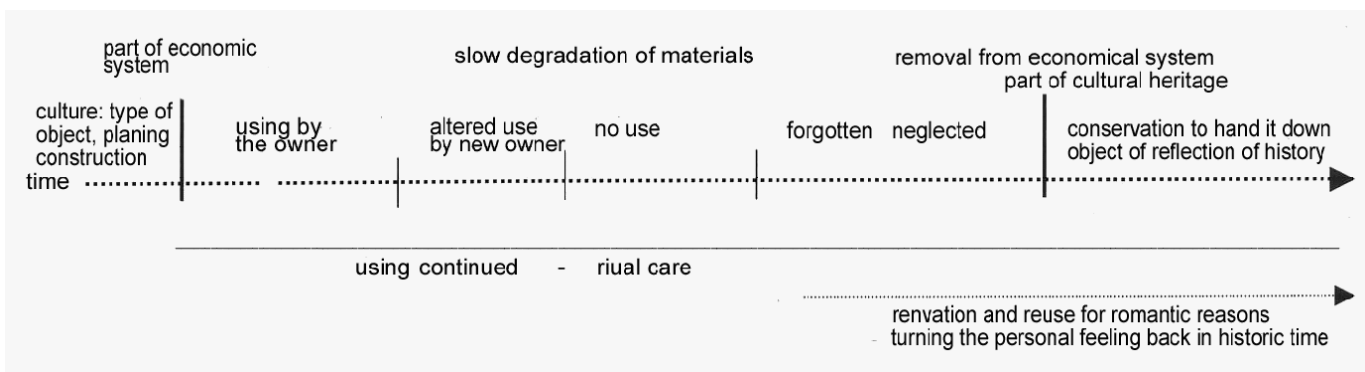 part of economic
system
slow degradation of materials
removal from economical system
part of cultural heritage
culture: type of
object, planing
construction
using by
the owner
altered use
by new owner
no use
forgotten neglected
conservation to hand it down
object of reflection of history
time
using continued - riual care
renvation and reuse for romantic reasons
turning the personal feeling back in historic time